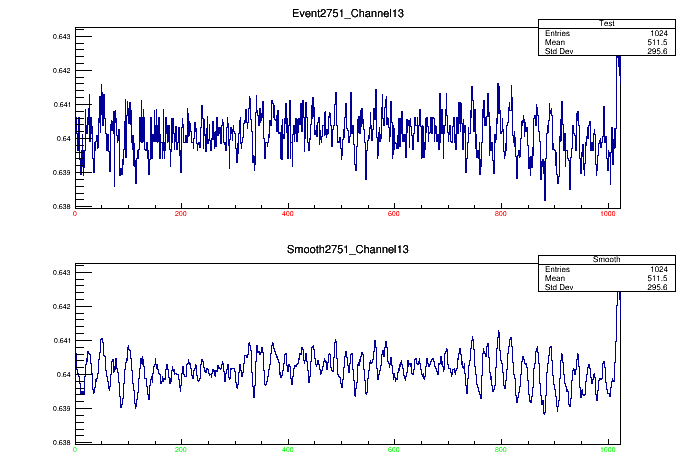 Event2751_Channel13
Test
Entries 1024
Mean 511.5
Std Dev 295.6
0.643
0.642
0.641
0.64
0.639
0.638
0 200 400 600 800 1000
Smooth2751_Channel13
Smooth
Entries 1024
Mean 511.5
Std Dev 295.6
0.643
0.642
0.641
0.64
0.639
0.638
0 200 400 600 800 1000